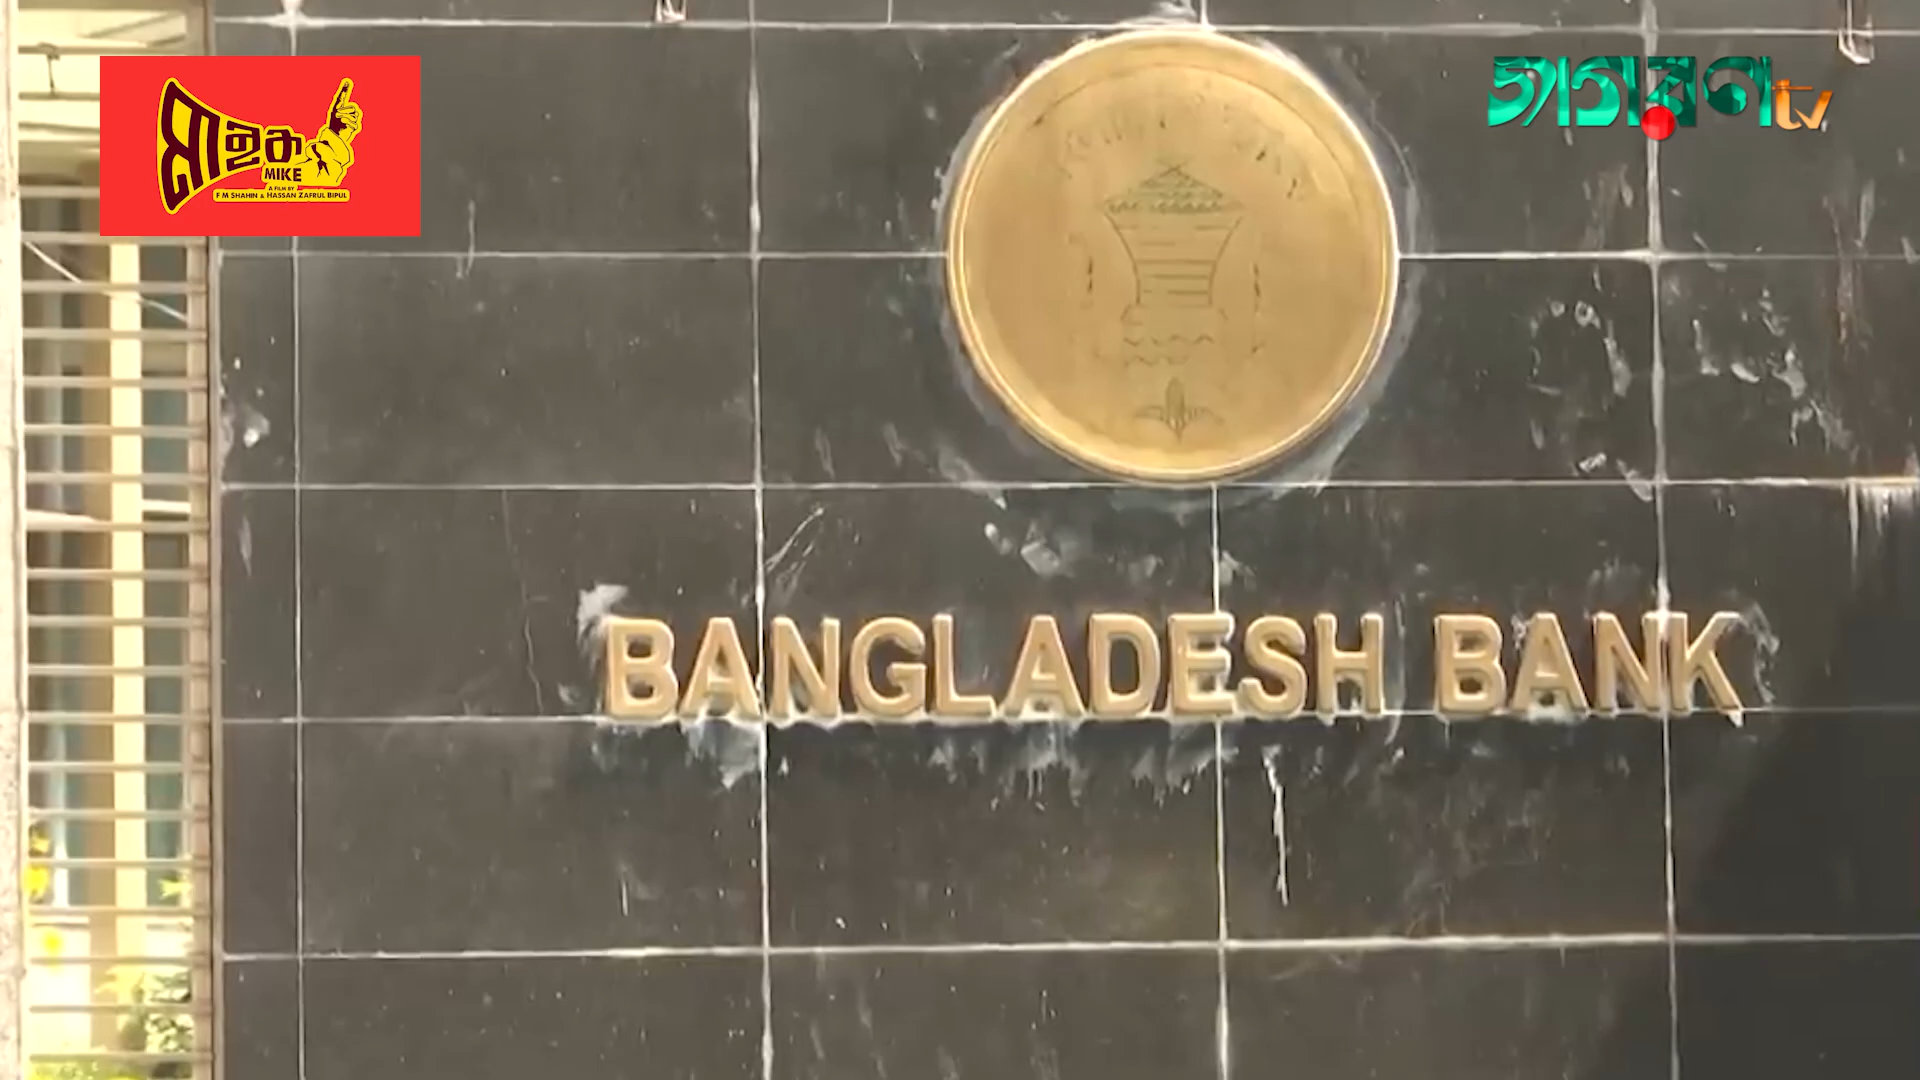 মাইক
MIKE
A FILM BY
F M SHAHIN & HASSAN ZAFRUL BIPUL
জাগরণtv
BANGLADESH BANK